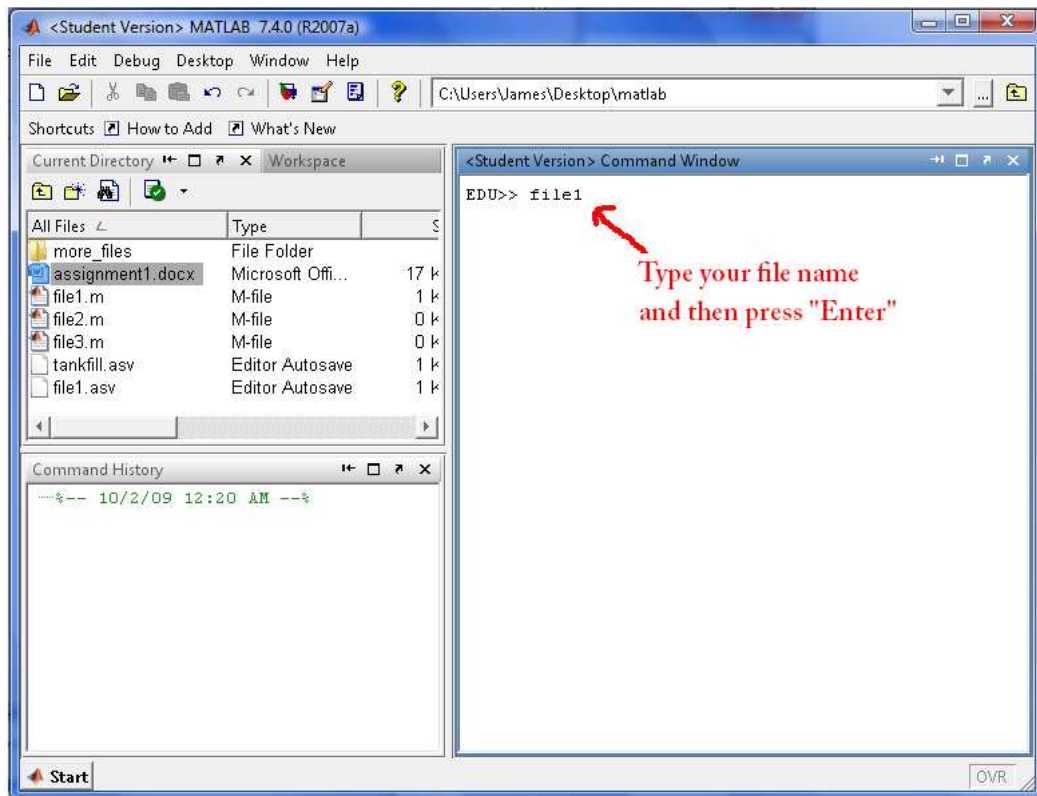 <Student Version> MATLAB 7.4.0 (R2007a)
File Edit Debug Desktop Window Help
C:\Users\James\Desktop\matlab
...
Shortcuts How to Add What's New
Current Directory Workspace
All Files Type S
more_files File Folder
assignment1.docx Microsoft Offi... 17 k
file1.m M-file 1 k
file2.m M-file 0 k
file3.m M-file 0 k
tankfill.asv Editor Autosave 1 k
file1.asv Editor Autosave 1 k
Command History
%-- 10/2/09 12:20 AM --%
<Student Version> Command Window
EDU>> file1
Type your file name
and then press "Enter"
Start
OVR